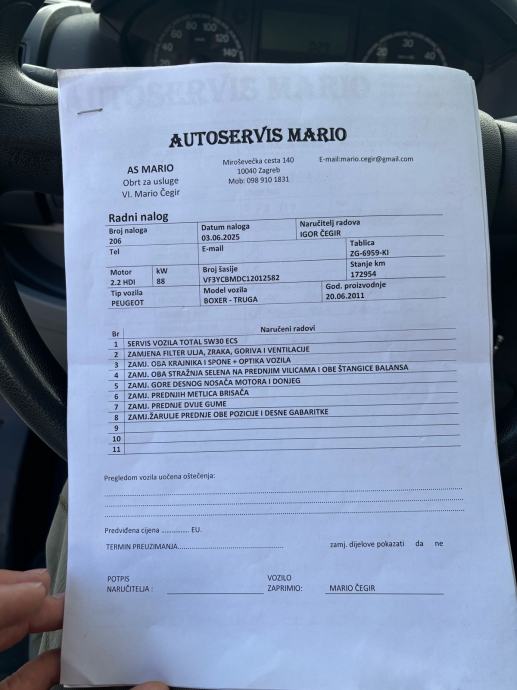 AUTOSERVIS MARIO
AS MARIO
Obrt za usluge
Vl. Mario Čegir
Miroševečka cesta 140
10040 Zagreb
Mob: 098 910 1831
E-mail:mario.cegir@gmail.com
Radni nalog
Broj naloga
206
Datum naloga
03.06.2025
Naručitelj radova
IGOR ČEGIR
Tel
E-mail
Tablica
ZG-6959-KI
Motor
2.2 HDI
kW
88
Broj šasije
VF3YCBMDC12012582
Stanje km
172954
Tip vozila
PEUGEOT
Model vozila
BOXER - TRUGA
God. proizvodnje
20.06.2011
Br Naručeni radovi
1 SERVIS VOZILA TOTAL 5W30 ECS
2 ZAMJENA FILTER ULJA, ZRAKA, GORIVA I VENTILACIJE
3 ZAMJ. OBA KRAJNIKA I SPONE + OPTIKA VOZILA
4 ZAMJ. OBA STRAŽNJA SELENA NA PREDNJIM VILICAMA I OBE ŠTANGICE BALANSA
5 ZAMJ. GORE DESNOG NOSAČA MOTORA I DONJEG
6 ZAMJ. PREDNJIH METLICA BRISAČA
7 ZAMJ. PREDNJE DVIJE GUME
8 ZAMJ.ŽARULJE PREDNJE OBE POZICIJE I DESNE GABARITKE
9
10
11
Pregledom vozila uočena oštećenja:
Predviđena cijena .............. EU.
TERMIN PREUZIMANJA.......................................
zamj. dijelove pokazati da ne
POTPIS
NARUČITELJA :
VOZILO
ZAPRIMIO: MARIO ČEGIR